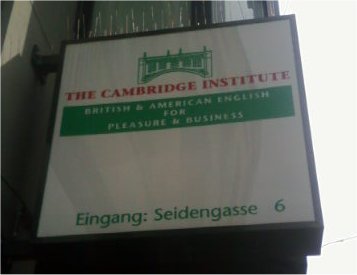 THE CAMBRIDGE INSTITUTE
BRITISH & AMERICAN ENGLISH
FOR
PLEASURE & BUSINESS
Eingang: Seidengasse 6